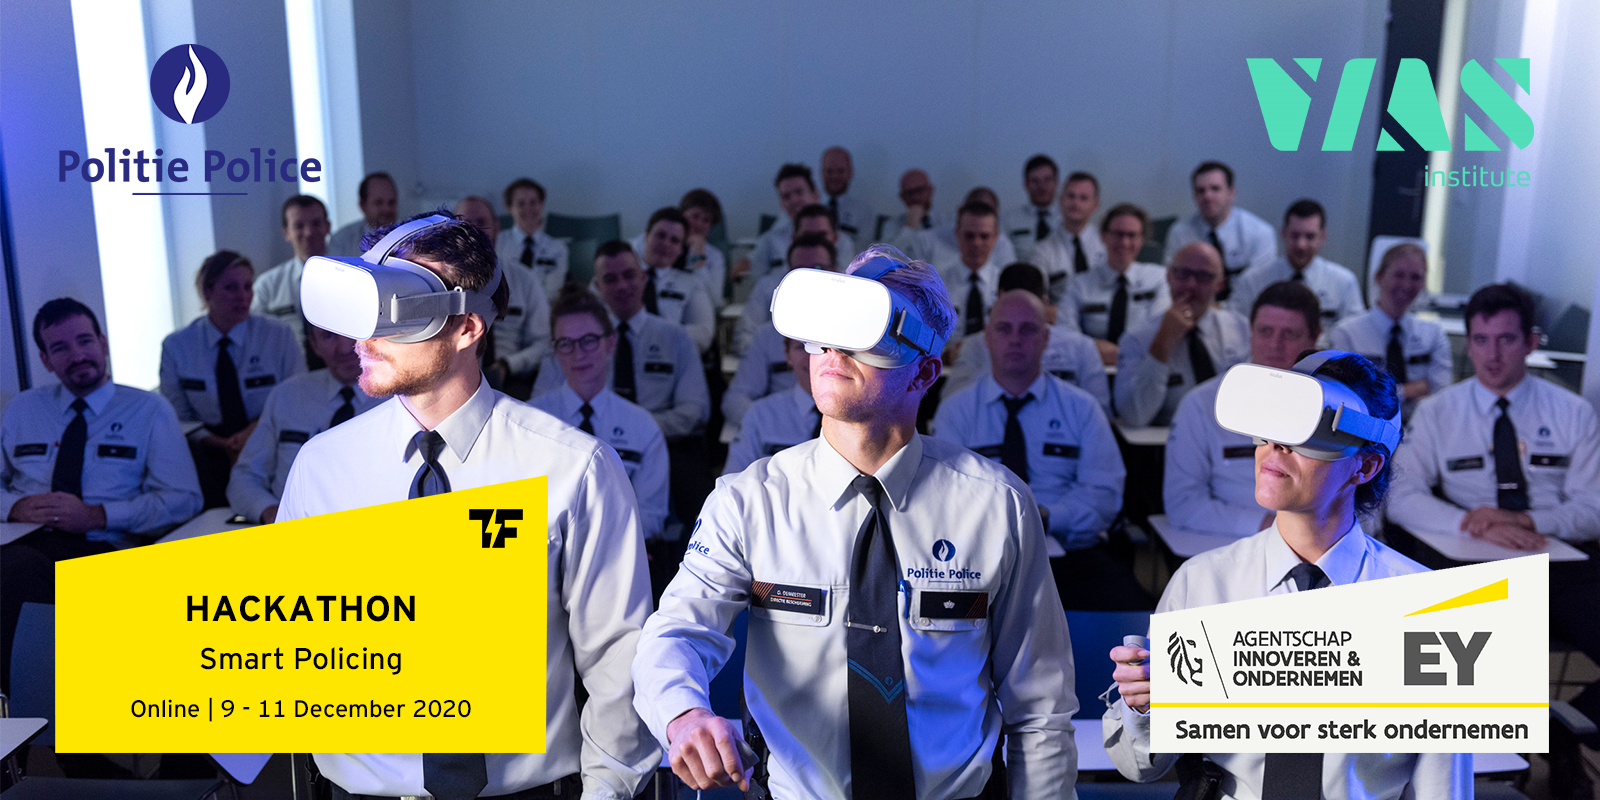 Politie Police
VIAS
institute
Politie Police
HACKATHON
Smart Policing
Online | 9 - 11 December 2020
TF
AGENTSCHAP
INNOVEREN &
ONDERNEMEN
EY
Samen voor sterk ondernemen